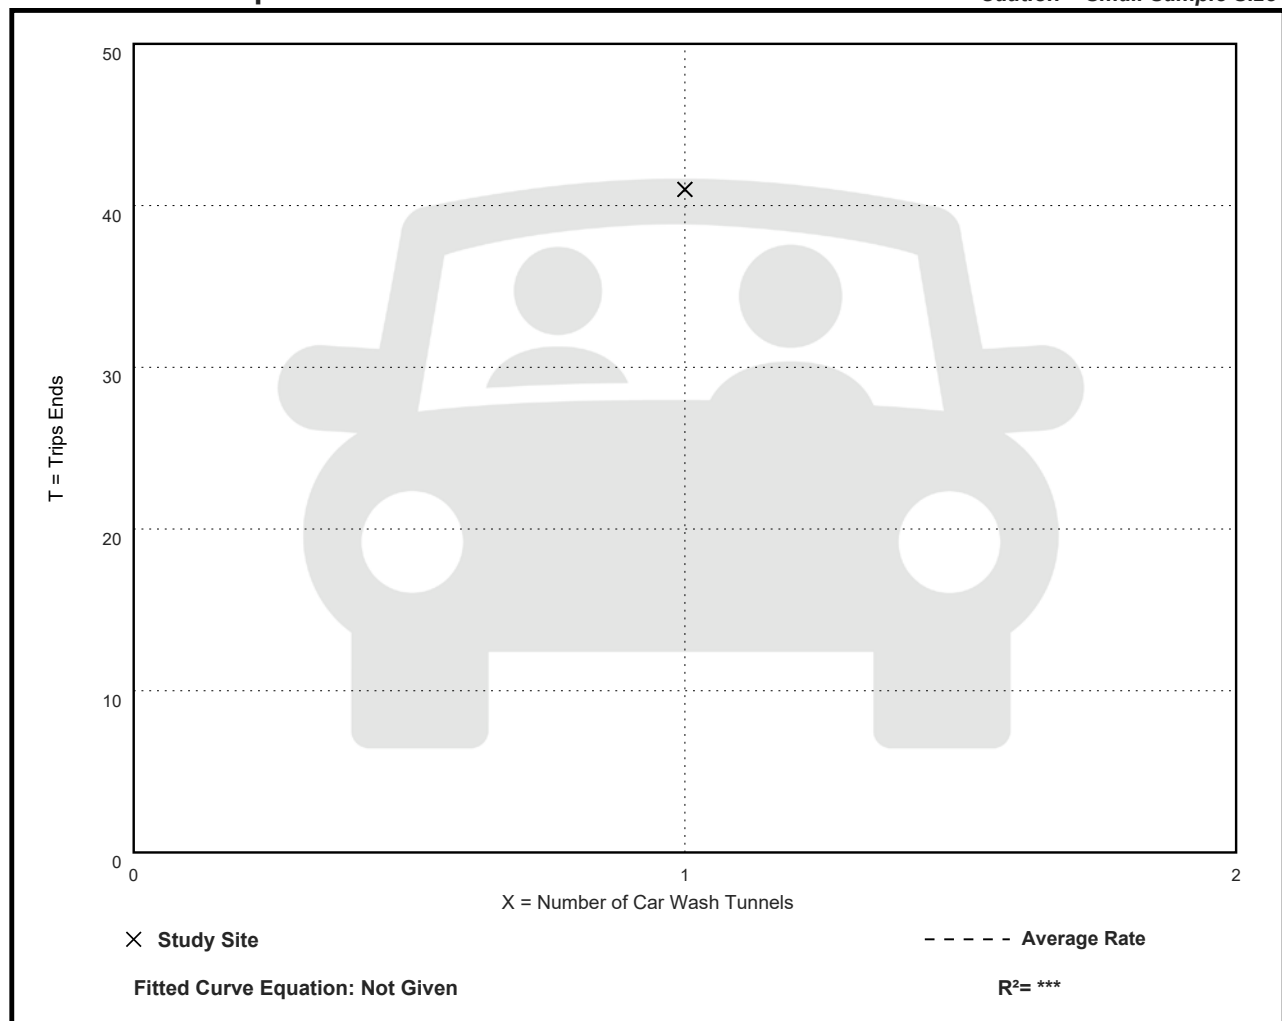 50
40
30
20
10
0
T = Trips Ends
0 1 2
X = Number of Car Wash Tunnels
Study Site
Average Rate
Fitted Curve Equation: Not Given
R²= ***